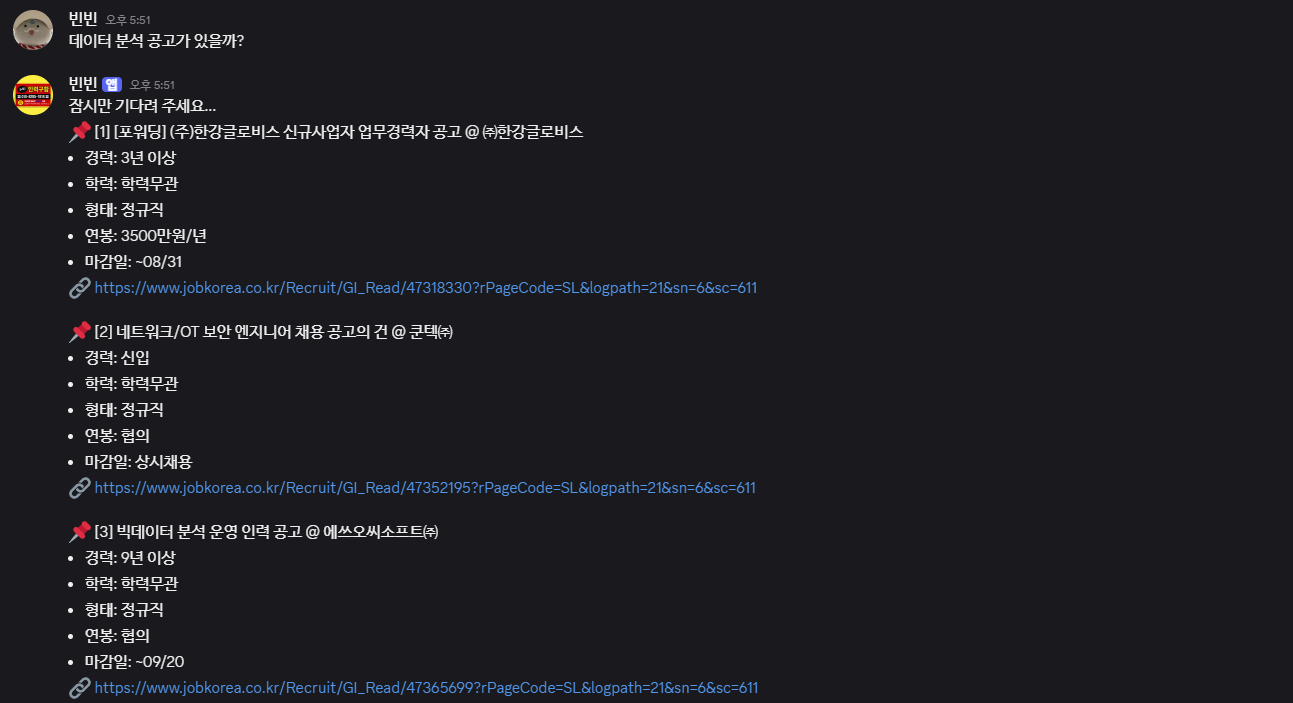 빈빈 오후 5:51
데이터 분석 공고가 있을까?
빈빈 앱 오후 5:51
잠시만 기다려 주세요...
📌 [1] [포워딩] (주)한강글로비스 신규사업자 업무경력자 공고 @ ㈜한강글로비스
• 경력: 3년 이상
• 학력: 학력무관
• 형태: 정규직
• 연봉: 3500만원/년
• 마감일: ~08/31
🔗 https://www.jobkorea.co.kr/Recruit/GI_Read/47318330?rPageCode=SL&logpath=21&sn=6&sc=611
📌 [2] 네트워크/OT 보안 엔지니어 채용 공고의 건 @ 쿤텍㈜
• 경력: 신입
• 학력: 학력무관
• 형태: 정규직
• 연봉: 협의
• 마감일: 상시채용
🔗 https://www.jobkorea.co.kr/Recruit/GI_Read/47352195?rPageCode=SL&logpath=21&sn=6&sc=611
📌 [3] 빅데이터 분석 운영 인력 공고 @ 에쓰오씨소프트㈜
• 경력: 9년 이상
• 학력: 학력무관
• 형태: 정규직
• 연봉: 협의
• 마감일: ~09/20
🔗 https://www.jobkorea.co.kr/Recruit/GI_Read/47365699?rPageCode=SL&logpath=21&sn=6&sc=611